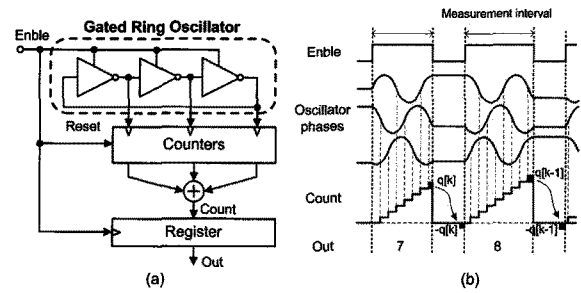 Gated Ring Oscillator
Enble
Reset
Counters
+
Count
Register
Out
(a)
Measurement interval
Enble
Oscillator
phases
Count
q[k]
-q[k]
q[k-1]
-q[k-1]
Out
7
8
(b)